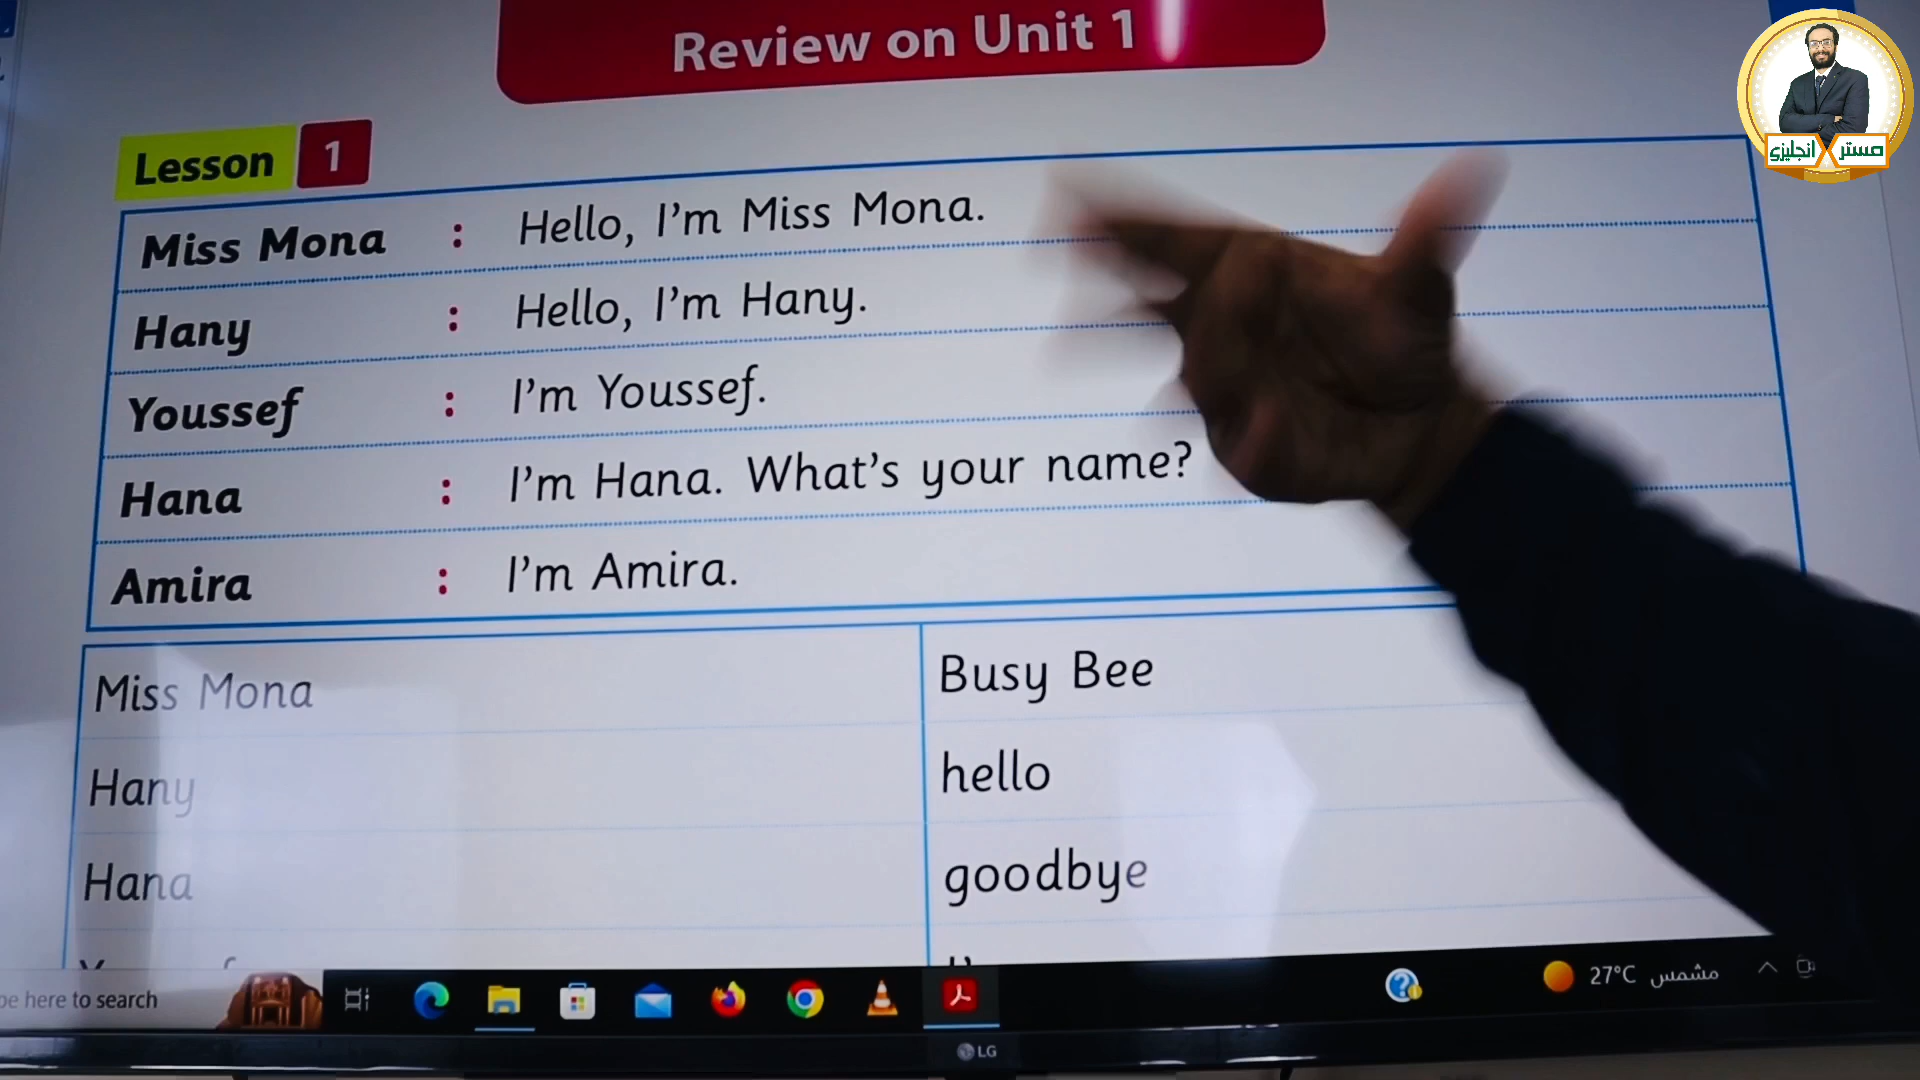 Review on Unit 1
مستر X انجليزي
Lesson 1
Miss Mona : Hello, I'm Miss Mona.
Hany : Hello, I'm Hany.
Youssef : I'm Youssef.
Hana : I'm Hana. What's your name?
Amira : I'm Amira.
Miss Mona
Busy Bee
Hany
hello
Hana
goodbye
here to search
27°C مشمس
LG